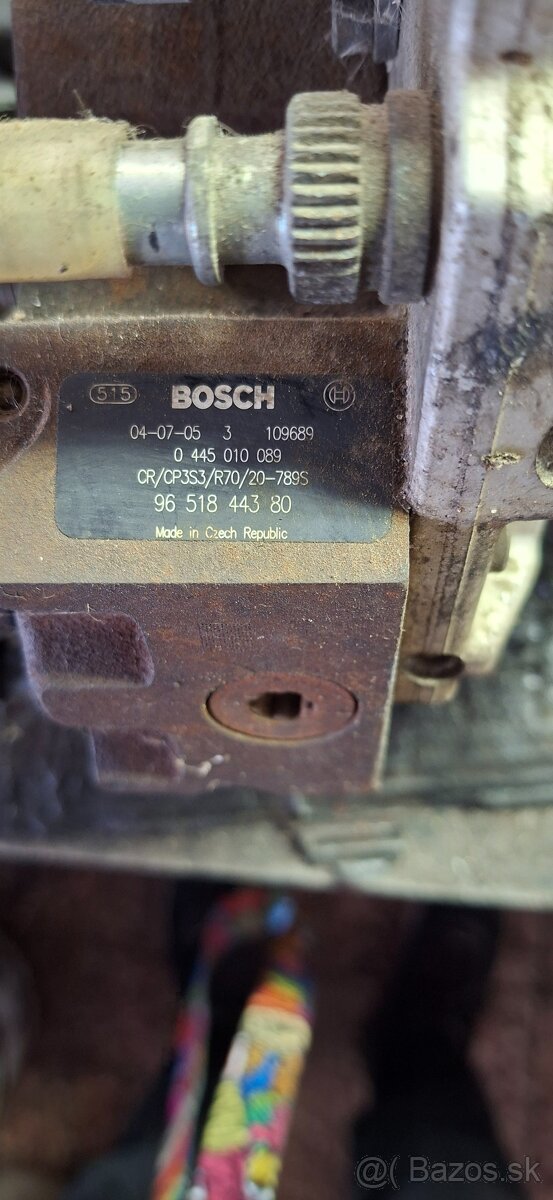 515 BOSCH
04-07-05 3 109689
0 445 010 089
CR/CP3S3/R70/20-789S
96 518 443 80
Made in Czech Republic
@( Bazos.sk